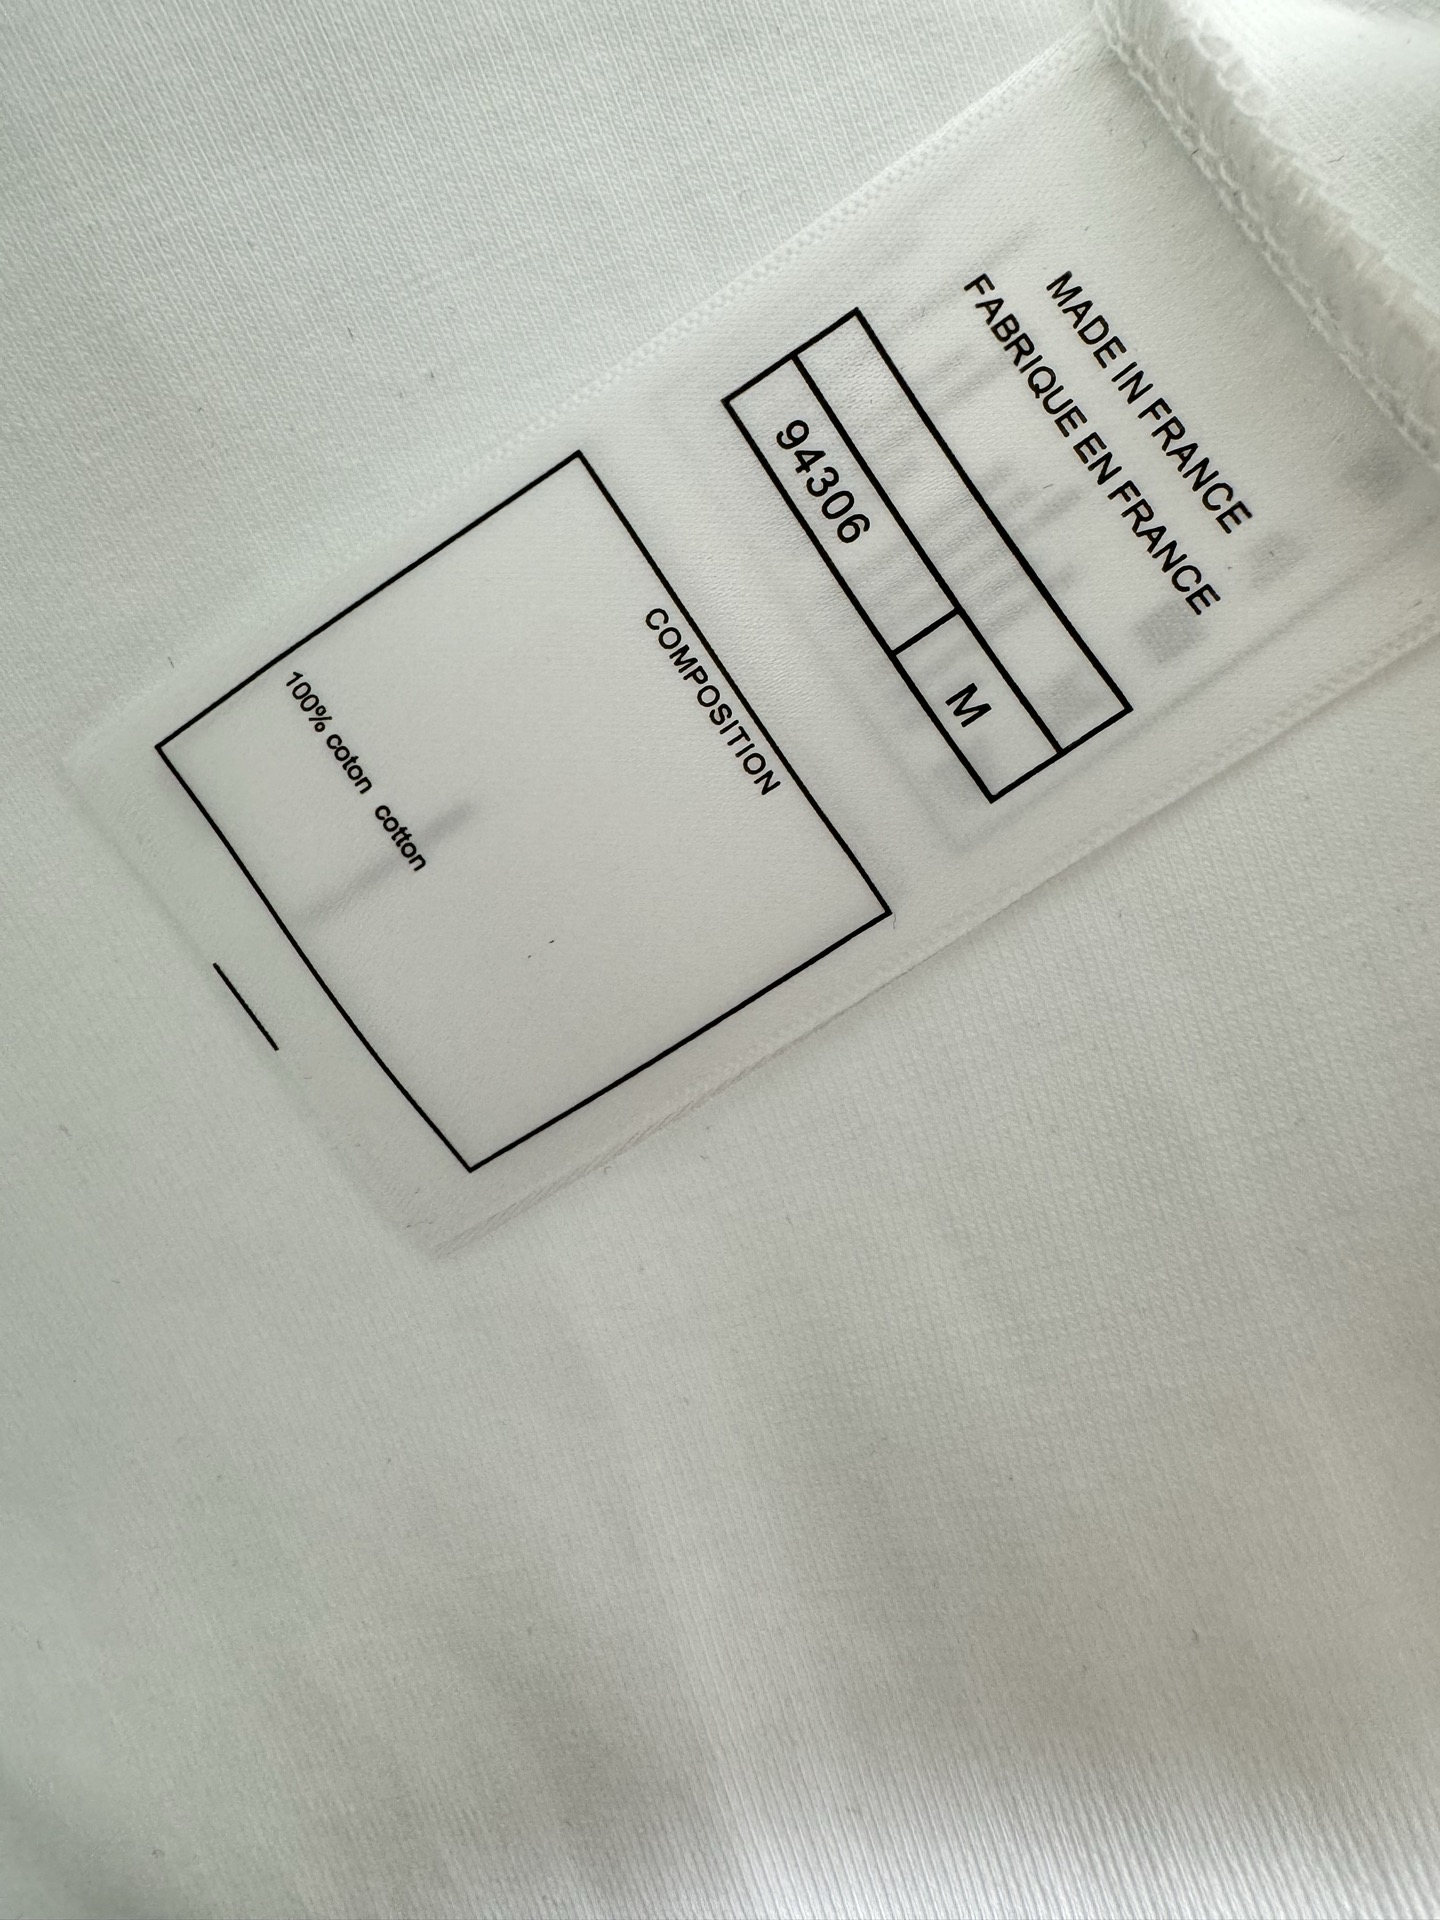 MADE IN FRANCE
FABRIQUE EN FRANCE
94306 M
COMPOSITION
100% coton cotton